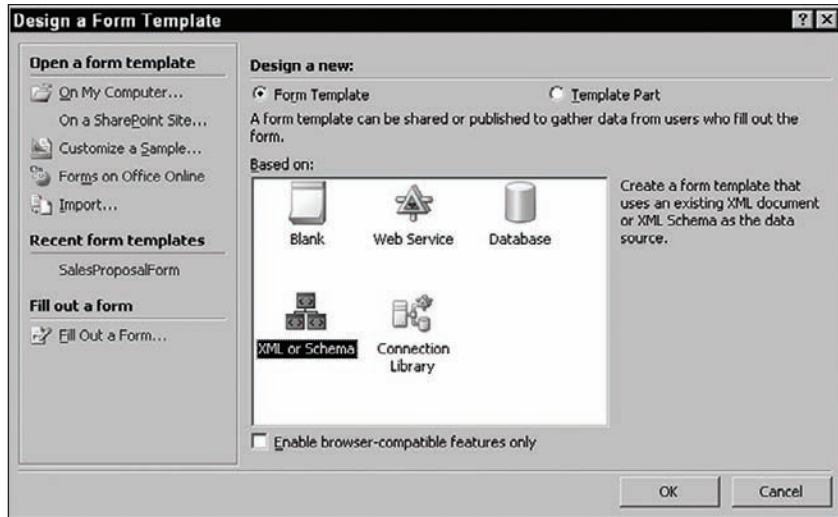 Design a Form Template
Open a form template
On My Computer...
On a SharePoint Site...
Customize a Sample...
Forms on Office Online
Import...
Recent form templates
SalesProposalForm
Fill out a form
Fill Out a Form...
Design a new:
Form Template
Template Part
A form template can be shared or published to gather data from users who fill out the
form.
Based on:
Blank
Web Service
Database
XML or Schema
Connection
Library
Create a form template that
uses an existing XML document
or XML Schema as the data
source.
Enable browser-compatible features only
OK
Cancel